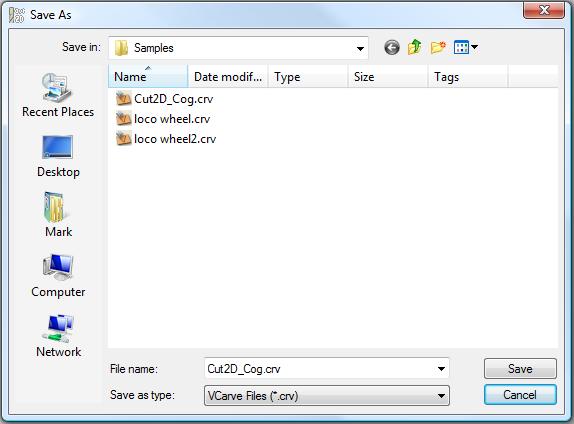 Save As
Save in: Samples
Name Date modif... Type Size Tags
Cut2D_Cog.crv
loco wheel.crv
loco wheel2.crv
Recent Places
Desktop
Mark
Computer
Network
File name: Cut2D_Cog.crv Save
Save as type: VCarve Files (*.crv) Cancel